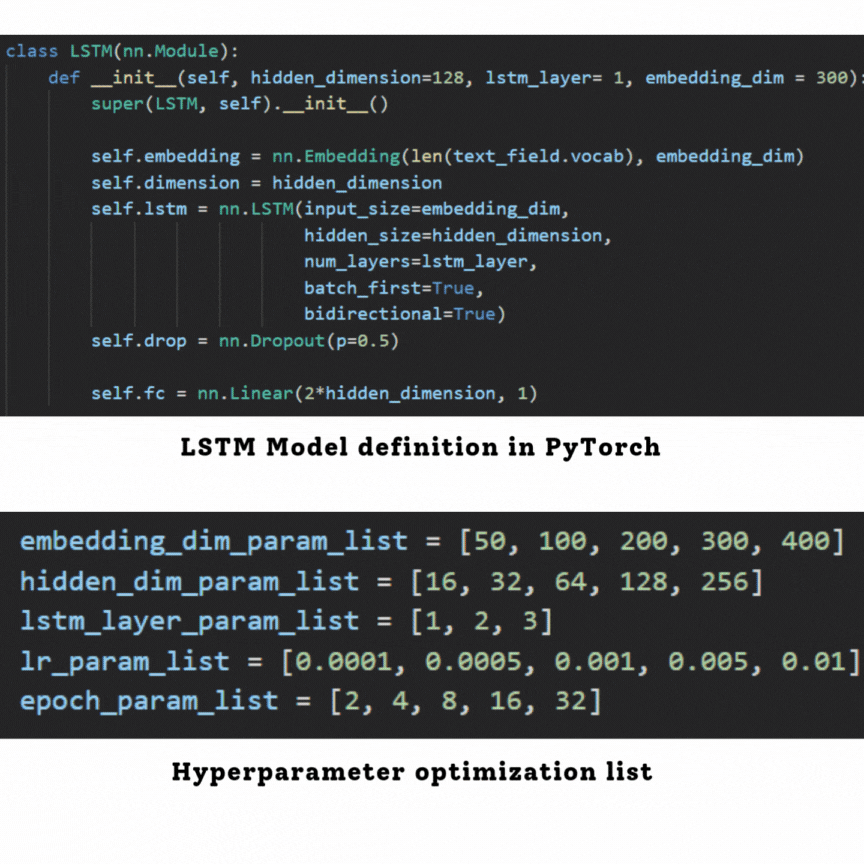 class LSTM(nn.Module):
    def __init__(self, hidden_dimension=128, lstm_layer= 1, embedding_dim = 300):
        super(LSTM, self).__init__()
        self.embedding = nn.Embedding(len(text_field.vocab), embedding_dim)
        self.dimension = hidden_dimension
        self.lstm = nn.LSTM(input_size=embedding_dim,
                            hidden_size=hidden_dimension,
                            num_layers=lstm_layer,
                            batch_first=True,
                            bidirectional=True)
        self.drop = nn.Dropout(p=0.5)
        self.fc = nn.Linear(2*hidden_dimension, 1)
LSTM Model definition in PyTorch
embedding_dim_param_list = [50, 100, 200, 300, 400]
hidden_dim_param_list = [16, 32, 64, 128, 256]
lstm_layer_param_list = [1, 2, 3]
lr_param_list = [0.0001, 0.0005, 0.001, 0.005, 0.01]
epoch_param_list = [2, 4, 8, 16, 32]
Hyperparameter optimization list